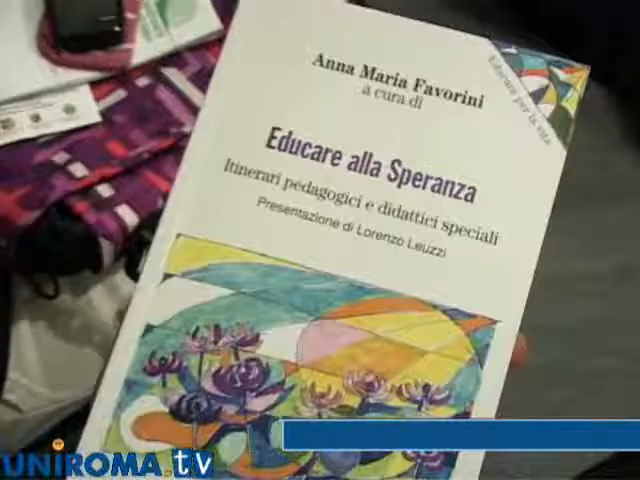 Anna Maria Favorini
a cura di
Educare per la vita
Educare alla Speranza
Itinerari pedagogici e didattici speciali
Presentazione di Lorenzo Leuzzi
UNIROMA.tv